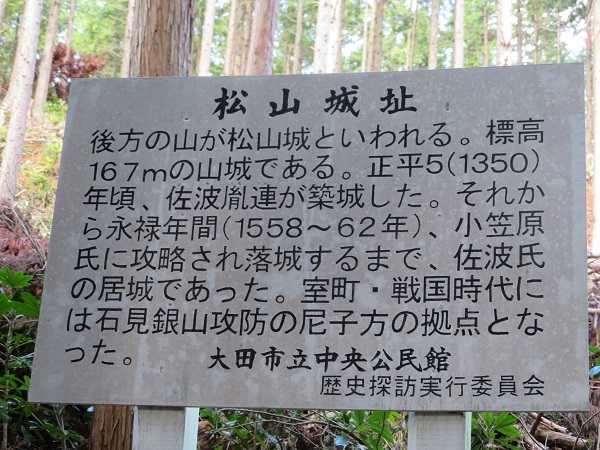 松山城址
後方の山が松山城といわれる。標高
167mの山城である。正平5(1350)
年頃、佐波胤連が築城した。それか
ら永禄年間(1558～62年)、小笠原
氏に攻略され落城するまで、佐波氏
の居城であった。室町・戦国時代に
は石見銀山攻防の尼子方の拠点とな
った。
大田市立中央公民館
歴史探訪実行委員会